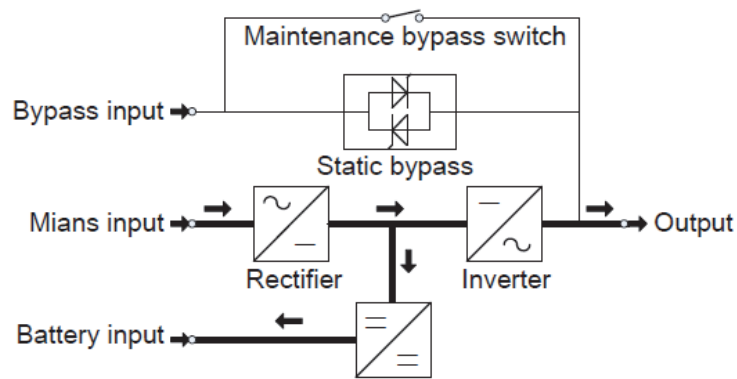 Maintenance bypass switch
Bypass input
Static bypass
Mians input
Output
Rectifier
Inverter
Battery input